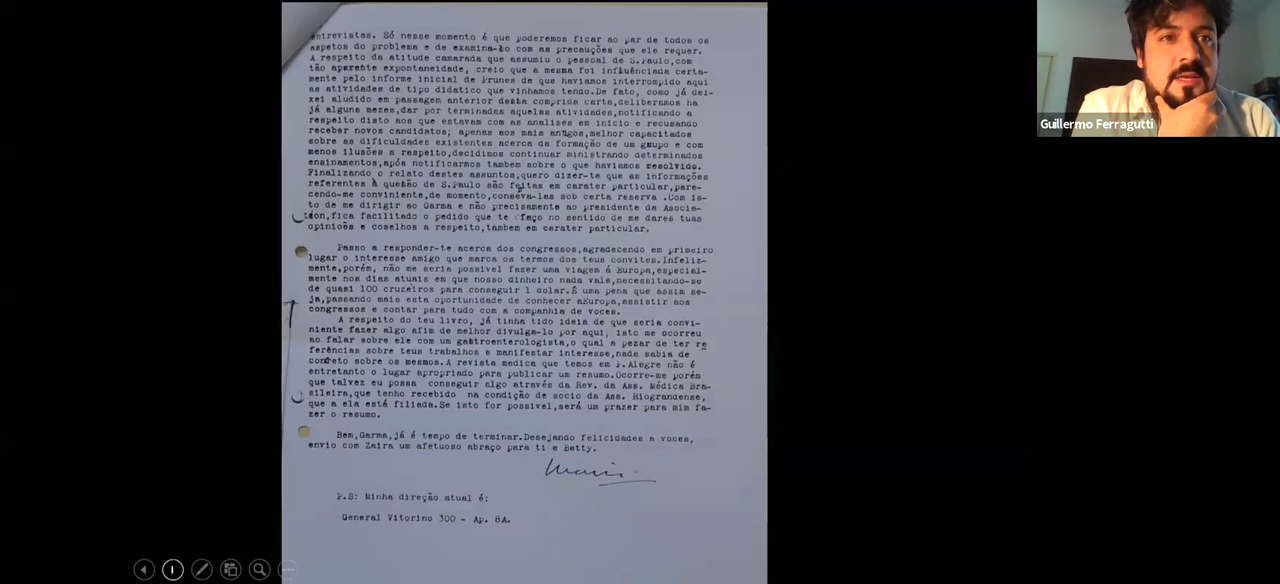 entrevistas. Só nesse momento é que poderemos ficar ao par de todos os
aspetos do problema e de examina-lo com as precauções que ele requer.
A respeito da atitude camarada que assumiu o pessoal de S.Paulo,com
tão aparente expontaneidade, creio que a mesma foi influênciada certa-
mente pelo informe inicial de Prunes de que haviamos interrompido aqui
as atividades de tipo didatico que vinhamos tendo.De fato, como já dei-
xei aludido em passagem anterior desta comprida carta,deliberamos ha
já alguns mezes,dar por terminadas aquelas atividades,notificando a
respeito disto aos que estavam com as analises em inicio e recusando
receber novos candidatos; apenas aos mais antigos,melhor capacitados
sobre as dificuldades existentes acerca da formação de um grupo e com
menos ilusões a respeito,decidimos continuar ministrando determinados
ensinamentos,após notificarmos tambem sobre o que haviamos resolvido.
Finalizando o relato destes assuntos,quero dizer-te que as informações
referentes à quetão de S.Paulo são feitas em carater particular,pare-
cendo-me conviniente,de momento,conseva-las sob certa reserva .Com is-
to de me dirigir ao Garma e não precisamente ao presidente da Asocia-
tion,fica facilitado o pedido que te faço no sentido de me dares tuas
opiniões e coselhos a respeito,tambem em carater particular.
Passo a responder-te acerca dos congressos,agradecendo em primeiro
lugar o interesse amigo que marca os termos dos teus convites.Infeliz-
mente,porém, não me seria possivel fazer uma viagem á Europa,especial-
mente nos dias atuais em que nosso dinheiro nada vale,necessitando-se
de quasi 100 cruzeiros para conseguir 1 dolar.É uma pena que assim se-
ja,passando mais esta oportunidade de conhecer aEuropa,assistir aos
congressos e contar para tudo com a companhia de voces.
A respeito do teu livro, já tinha tido ideia de que seria convi-
niente fazer algo afim de melhor divulga-lo por aqui; isto me ocorreu
ao falar sobre ele com um gastroenterologista,o qual a pezar de ter re
ferências sobre teus trabalhos e manifestar interesse,nada sabia de
concreto sobre os mesmos.A revista medica que temos em P.Alegre não é
entretanto o lugar apropriado para publicar um resumo.Ocorre-me porém
que talvez eu possa conseguir algo através da Rev. da Ass. Médica Bra-
sileira,que tenho recebido na condição de socio da Ass. Riograndense,
que a ela está filiada.Se isto for possivel,será um prazer para mim fa-
zer o resumo.
Bem,Garma,já é tempo de terminar.Desejando felicidades a voces,
envio com Zaira um afetuoso abraço para ti e Betty.
P.S: Minha direção atual é:
General Vitorino 300 - Ap. 8A.
Guillermo Ferragutti